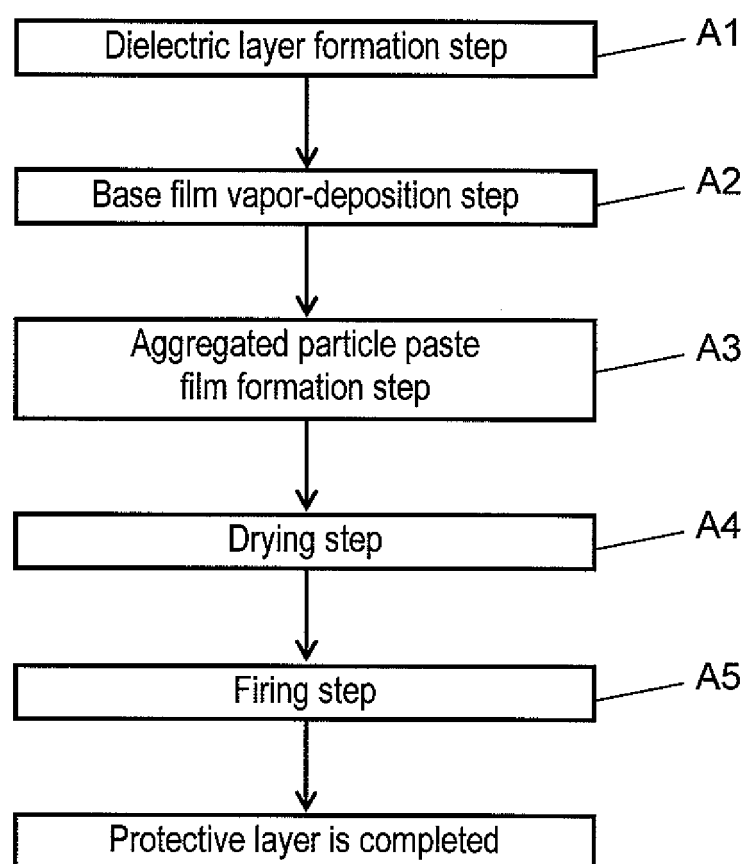 Dielectric layer formation step
A1
Base film vapor-deposition step
A2
Aggregated particle paste
film formation step
A3
Drying step
A4
Firing step
A5
Protective layer is completed